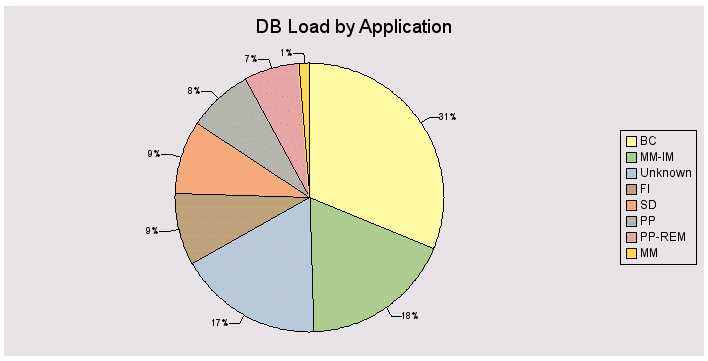 DB Load by Application
1%
7%
8%
31%
9%
9%
17%
18%
BC
MM-IM
Unknown
FI
SD
PP
PP-REM
MM